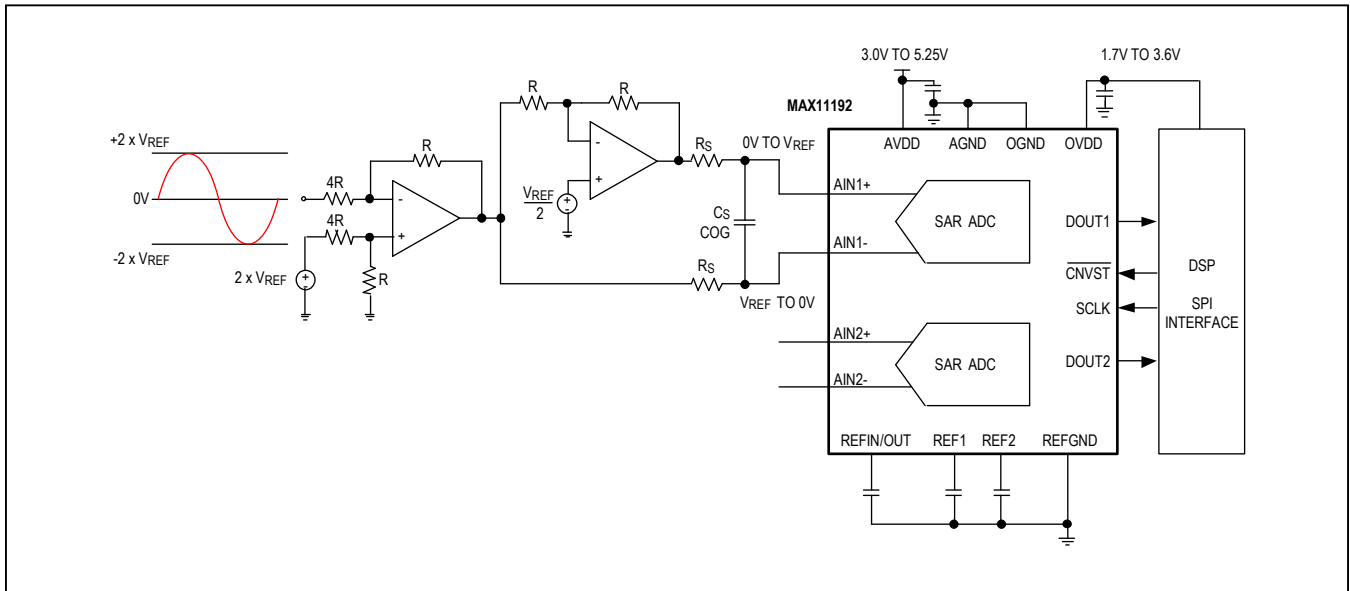 3.0V TO 5.25V
1.7V TO 3.6V
MAX11192
R
R
+2 x VREF
0V
-2 x VREF
4R
R
-
+
4R
R
2 x VREF
+
-
-
+
VREF
2
+
-
RS
0V TO VREF
CS
COG
RS
VREF TO 0V
AVDD
AGND
OGND
OVDD
AIN1+
AIN1-
SAR ADC
AIN2+
AIN2-
SAR ADC
DOUT1
CNVST
SCLK
DOUT2
DSP
SPI
INTERFACE
REFIN/OUT
REF1
REF2
REFGND